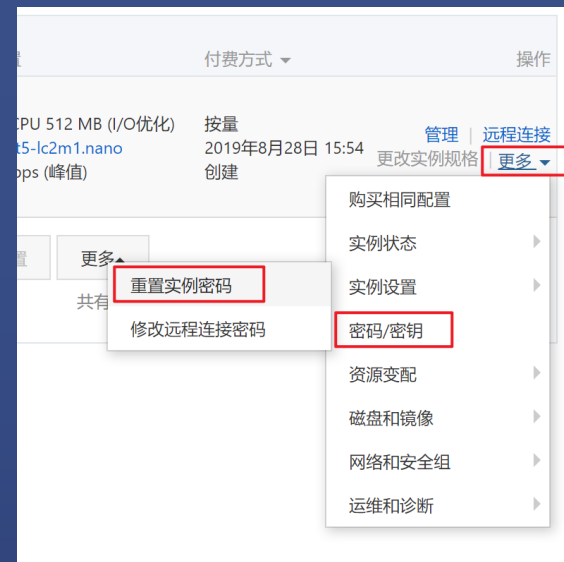 付费方式
操作
CPU 512 MB (I/O优化)
t5-lc2m1.nano
bps (峰值)
按量
2019年8月28日 15:54
创建
管理 | 远程连接
更改实例规格 | 更多
购买相同配置
实例状态
实例设置
密码/密钥
资源变配
磁盘和镜像
网络和安全组
运维和诊断
置
更多
共有
重置实例密码
修改远程连接密码